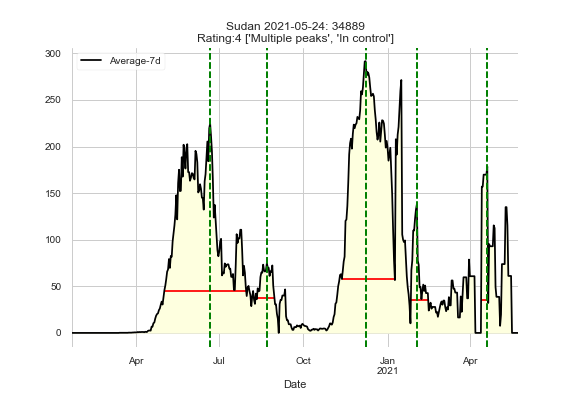 Sudan 2021-05-24: 34889
Rating:4 ['Multiple peaks', 'In control']
Average-7d
300
250
200
150
100
50
0
Apr Jul Oct Jan Apr
2021
Date